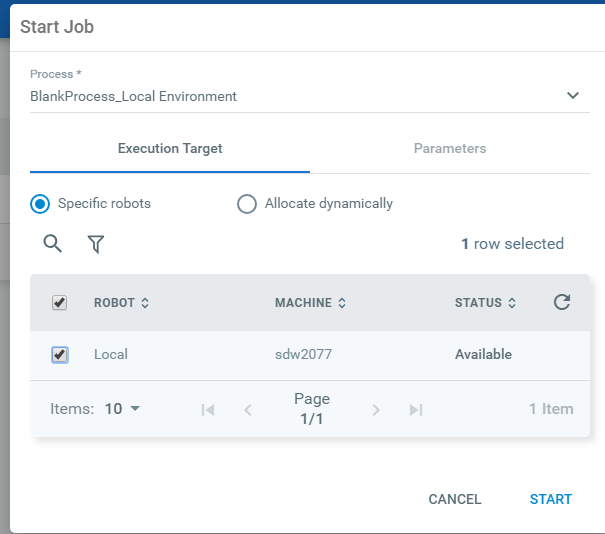 Start Job
Process *
BlankProcess_Local Environment
Execution Target Parameters
Specific robots Allocate dynamically
1 row selected
ROBOT MACHINE STATUS
Local sdw2077 Available
Items: 10 Page 1 Item
1/1
CANCEL START